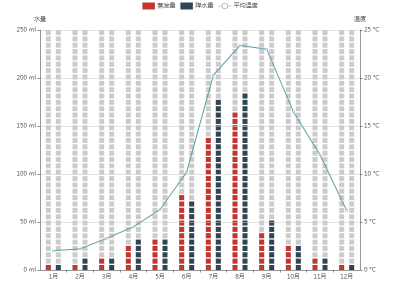 蒸发量 降水量 平均温度
水量 温度
250 ml 25 °C
200 ml 20 °C
150 ml 15 °C
100 ml 10 °C
50 ml 5 °C
0 ml 0 °C
1月 2月 3月 4月 5月 6月 7月 8月 9月 10月 11月 12月